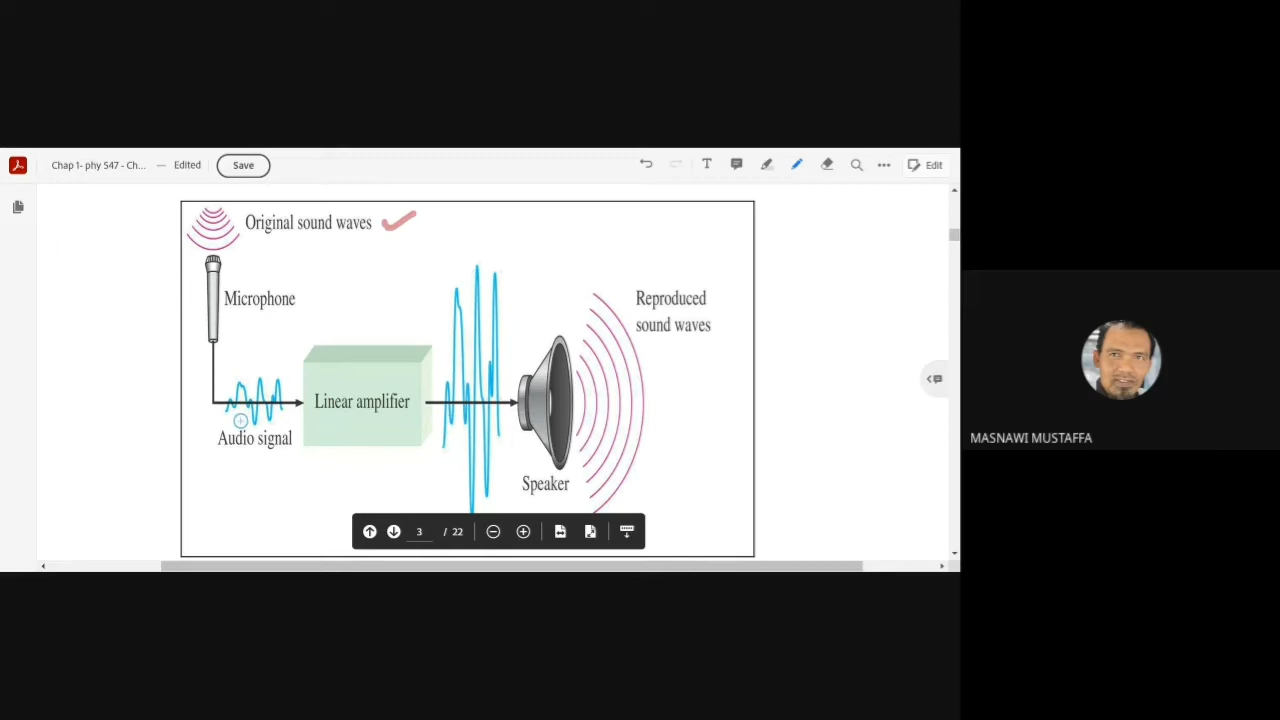 Chap 1- phy 547 - Ch...
— Edited
Save
T
Edit
Original sound waves
Microphone
Reproduced
sound waves
Linear amplifier
Audio signal
Speaker
3 / 22
MASNAWI MUSTAFFA